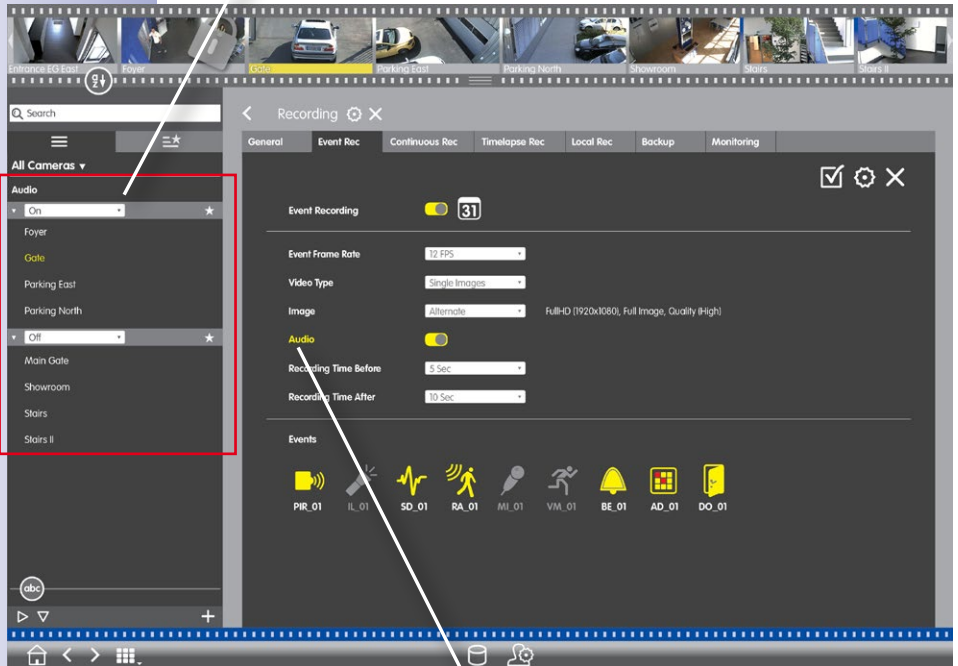 Entrance EG East
Foyer
Gate
Parking East
Parking North
Showroom
Stairs
Stairs II
Search
Recording
General
Event Rec
Continuous Rec
Timelapse Rec
Local Rec
Backup
Monitoring
All Cameras
Audio
On
Foyer
Gate
Parking East
Parking North
Off
Main Gate
Showroom
Stairs
Stairs II
abc
Event Recording
31
Event Frame Rate
12 FPS
Video Type
Single Images
Image
Alternate
FullHD (1920x1080), Full Image, Quality (High)
Audio
Recording Time Before
5 Sec
Recording Time After
10 Sec
Events
PIR_01
IL_01
SD_01
RA_01
MI_01
VM_01
BE_01
AD_01
DO_01